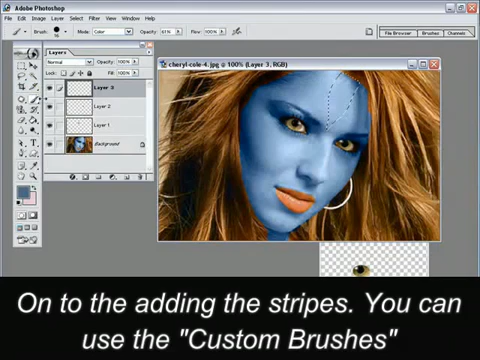 Adobe Photoshop
File Edit Image Layer Select Filter View Window Help
Brush: Mode: Color Opacity: 61% Flow: 100% File Browser Brushes Channels
Layers
Normal Opacity: 100%
Lock: Fill: 100%
Layer 3
Layer 2
Layer 1
Background
cheryl-cole-4.jpg @ 100% (Layer 3, RGB)
On to the adding the stripes. You can
use the "Custom Brushes"